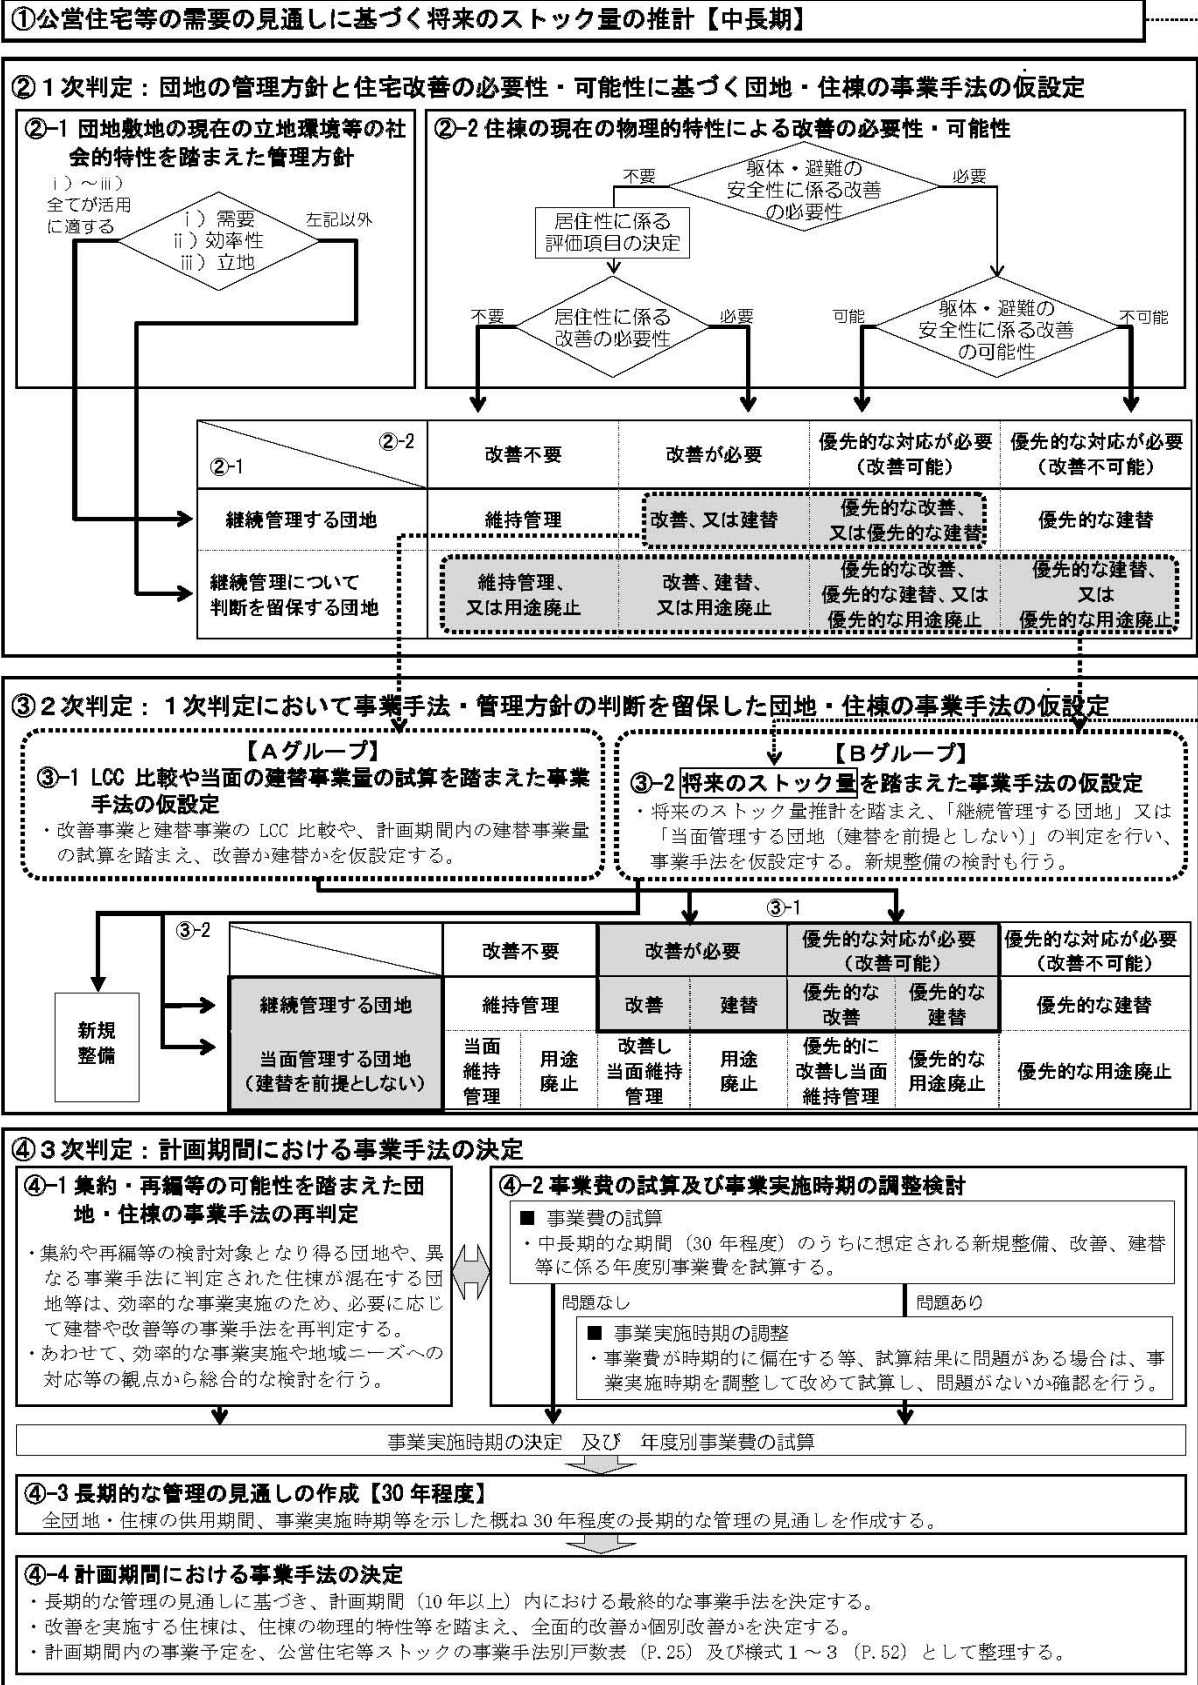 ①公営住宅等の需要の見通しに基づく将来のストック量の推計【中長期】
②１次判定：団地の管理方針と住宅改善の必要性・可能性に基づく団地・住棟の事業手法の仮設定
②-1 団地敷地の現在の立地環境等の社
会的特性を踏まえた管理方針
ⅰ）～ⅲ）
全てが活用
に適する
ⅰ）需要
ⅱ）効率性
ⅲ）立地
左記以外
②-2 住棟の現在の物理的特性による改善の必要性・可能性
不要
躯体・避難の
安全性に係る改善
の必要性
必要
居住性に係る
評価項目の決定
不要
居住性に係る
改善の必要性
必要
可能
躯体・避難の
安全性に係る改善
の可能性
不可能
②-2
②-1
改善不要
改善が必要
優先的な対応が必要
（改善可能）
優先的な対応が必要
（改善不可能）
継続管理する団地
維持管理
改善、又は建替
優先的な改善、
又は優先的な建替
優先的な建替
継続管理について
判断を留保する団地
維持管理、
又は用途廃止
改善、建替、
又は用途廃止
優先的な改善、
優先的な建替、又は
優先的な用途廃止
優先的な建替、
又は
優先的な用途廃止
③２次判定：１次判定において事業手法・管理方針の判断を留保した団地・住棟の事業手法の仮設定
【Ａグループ】
③-1 LCC 比較や当面の建替事業量の試算を踏まえた事業
手法の仮設定
・改善事業と建替事業の LCC 比較や、計画期間内の建替事業量
の試算を踏まえ、改善か建替かを仮設定する。
【Ｂグループ】
③-2 将来のストック量を踏まえた事業手法の仮設定
・将来のストック量推計を踏まえ、「継続管理する団地」又は
「当面管理する団地（建替を前提としない）」の判定を行い、
事業手法を仮設定する。新規整備の検討も行う。
③-1
③-2
改善不要
改善が必要
優先的な対応が必要
（改善可能）
優先的な対応が必要
（改善不可能）
新規
整備
継続管理する団地
維持管理
改善
建替
優先的な
改善
優先的な
建替
優先的な建替
当面管理する団地
（建替を前提としない）
当面
維持
管理
用途
廃止
改善し
当面維持
管理
用途
廃止
優先的に
改善し当面
維持管理
優先的な
用途廃止
優先的な用途廃止
④３次判定：計画期間における事業手法の決定
④-1 集約・再編等の可能性を踏まえた団
地・住棟の事業手法の再判定
・集約や再編等の検討対象となり得る団地や、異
なる事業手法に判定された住棟が混在する団
地等は、効率的な事業実施のため、必要に応じ
て建替や改善等の事業手法を再判定する。
・あわせて、効率的な事業実施や地域ニーズへの
対応等の観点から総合的な検討を行う。
④-2 事業費の試算及び事業実施時期の調整検討
■ 事業費の試算
・中長期的な期間（30 年程度）のうちに想定される新規整備、改善、建替
等に係る年度別事業費を試算する。
問題なし
問題あり
■ 事業実施時期の調整
・事業費が時期的に偏在する等、試算結果に問題がある場合は、事
業実施時期を調整して改めて試算し、問題がないか確認を行う。
事業実施時期の決定　及び　年度別事業費の試算
④-3 長期的な管理の見通しの作成【30 年程度】
全団地・住棟の供用期間、事業実施時期等を示した概ね 30 年程度の長期的な管理の見通しを作成する。
④-4 計画期間における事業手法の決定
・長期的な管理の見通しに基づき、計画期間（10 年以上）内における最終的な事業手法を決定する。
・改善を実施する住棟は、住棟の物理的特性等を踏まえ、全面的改善か個別改善かを決定する。
・計画期間内の事業予定を、公営住宅等ストックの事業手法別戸数表（P.25）及び様式１～３（P.52）として整理する。